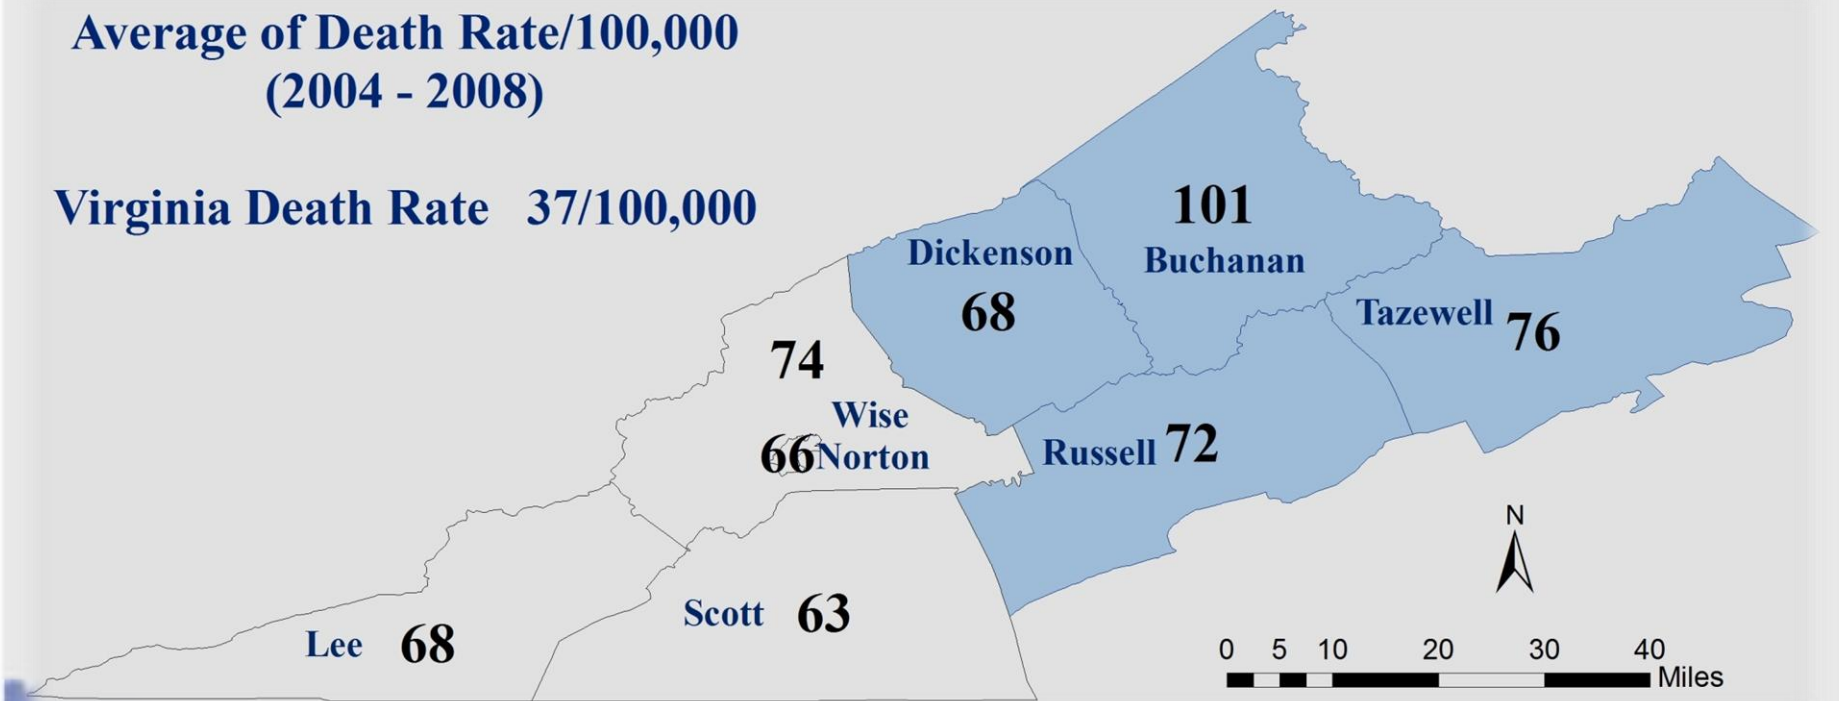 Average of Death Rate/100,000
(2004 - 2008)
Virginia Death Rate 37/100,000
101
Buchanan
Dickenson
68
Tazewell 76
74
Wise
66 Norton
Russell 72
Scott 63
Lee 68
N
0 5 10 20 30 40
Miles